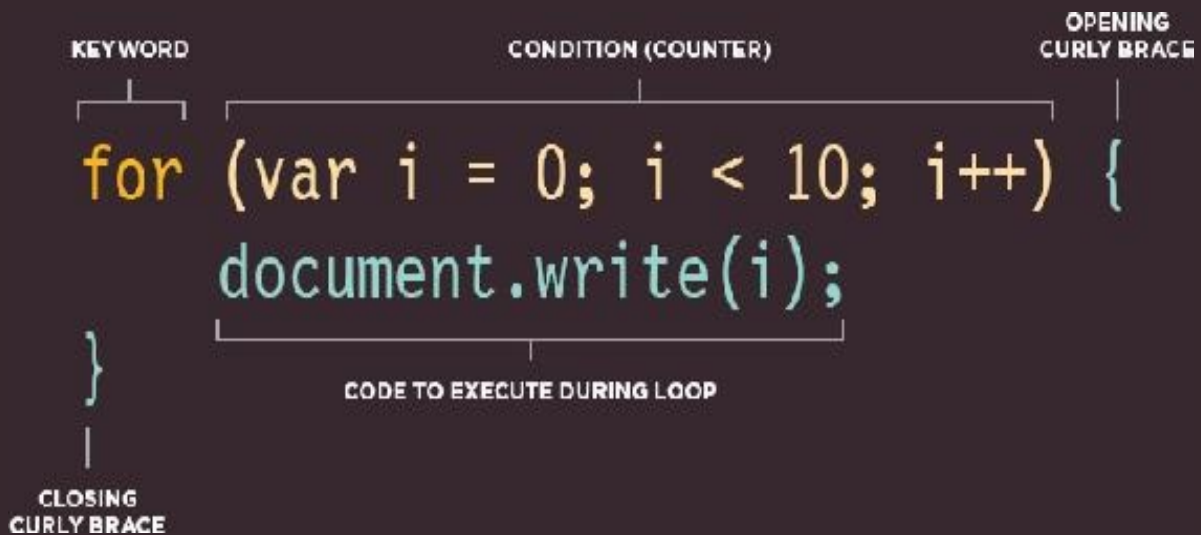 OPENING
KEYWORD CONDITION (COUNTER) CURLY BRACE
for (var i = 0; i < 10; i++) {
document.write(i);
}
CODE TO EXECUTE DURING LOOP
CLOSING
CURLY BRACE